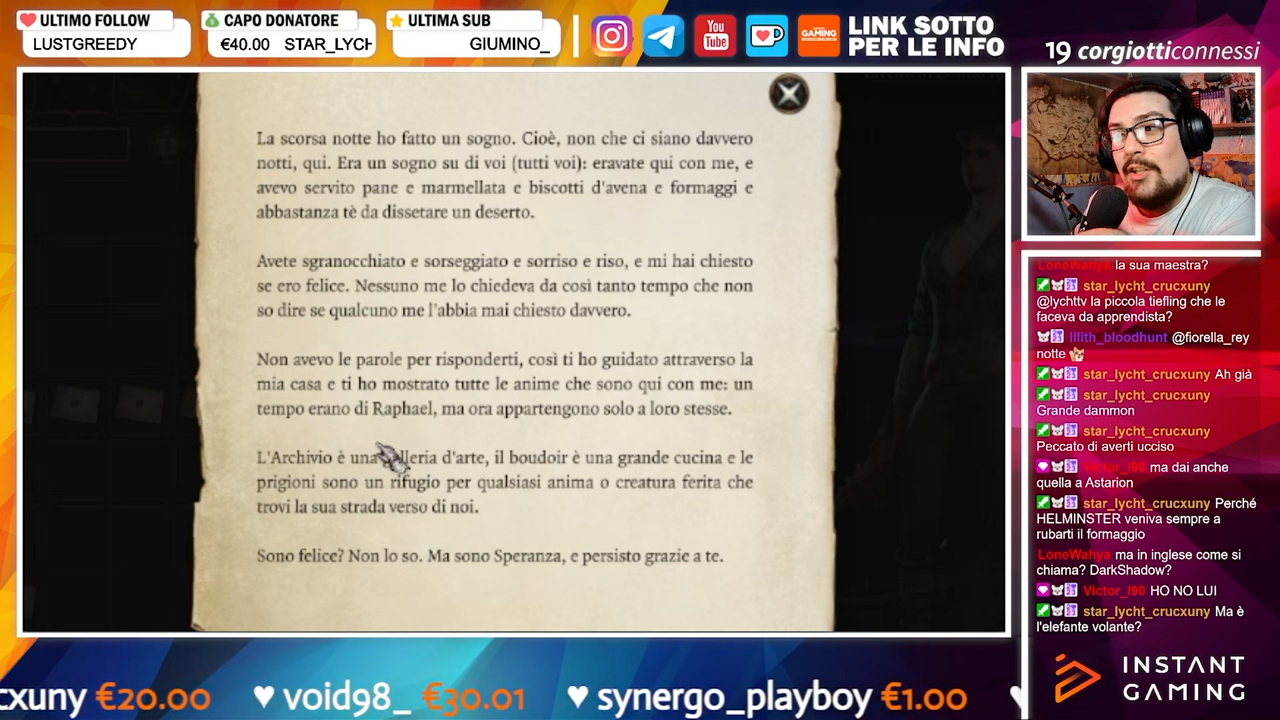 ULTIMO FOLLOW
LUSTGREEDY
CAPO DONATORE
€40.00 STAR_LYCH
ULTIMA SUB
GIUMINO_
You
Tube
INSTANT
GAMING
LINK SOTTO
PER LE INFO
19 corgiotticonnessi
La scorsa notte ho fatto un sogno. Cioè, non che ci siano davvero
notti, qui. Era un sogno su di voi (tutti voi): eravate qui con me, e
avevo servito pane e marmellata e biscotti d'avena e formaggi e
abbastanza tè da dissetare un deserto.
Avete sgranocchiato e sorseggiato e sorriso e riso, e mi hai chiesto
se ero felice. Nessuno me lo chiedeva da così tanto tempo che non
so dire se qualcuno me l'abbia mai chiesto davvero.
Non avevo le parole per risponderti, così ti ho guidato attraverso la
mia casa e ti ho mostrato tutte le anime che sono qui con me: un
tempo erano di Raphael, ma ora appartengono solo a loro stesse.
L'Archivio è una galleria d'arte, il boudoir è una grande cucina e le
prigioni sono un rifugio per qualsiasi anima o creatura ferita che
trovi la sua strada verso di noi.
Sono felice? Non lo so. Ma sono Speranza, e persisto grazie a te.
LoneWahya la sua maestra?
star_lycht_crucxuny
@lychttv la piccola tiefling che le
faceva da apprendista?
lilith_bloodhunt @fiorella_rey
notte
star_lycht_crucxuny Ah già
star_lycht_crucxuny
Grande dammon
star_lycht_crucxuny
Peccato di averti ucciso
Victor_l90 ma dai anche
quella a Astarion
star_lycht_crucxuny Perché
HELMINSTER veniva sempre a
rubarti il formaggio
LoneWahya ma in inglese come si
chiama? DarkShadow?
Victor_l90 HO NO LUI
star_lycht_crucxuny Ma è
l'elefante volante?
INSTANT
GAMING
cxuny €20.00 ♥ void98_ €30.01 ♥ synergo_playboy €1.00 ♥